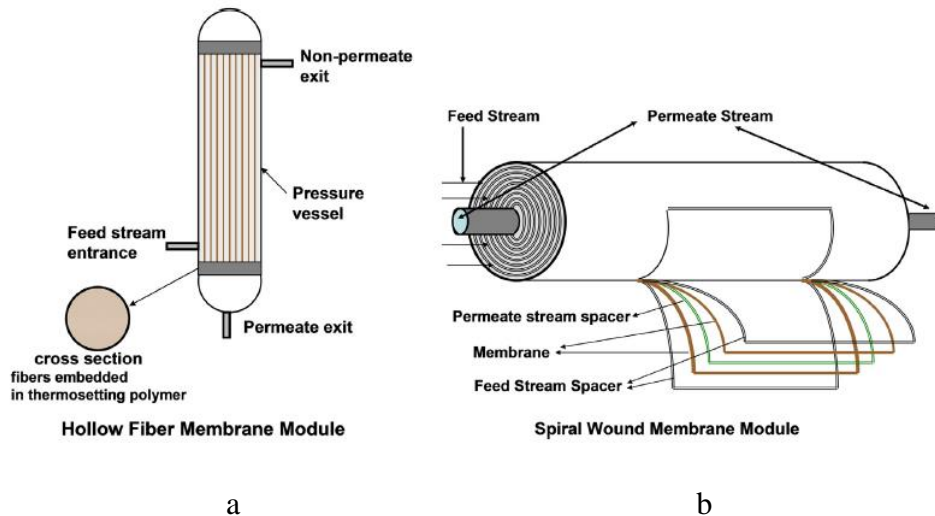 Non-permeate
exit
Pressure
vessel
Feed stream
entrance
Permeate exit
cross section
fibers embedded
in thermosetting polymer
Hollow Fiber Membrane Module
Feed Stream
Permeate Stream
Permeate stream spacer
Membrane
Feed Stream Spacer
Spiral Wound Membrane Module
a
b